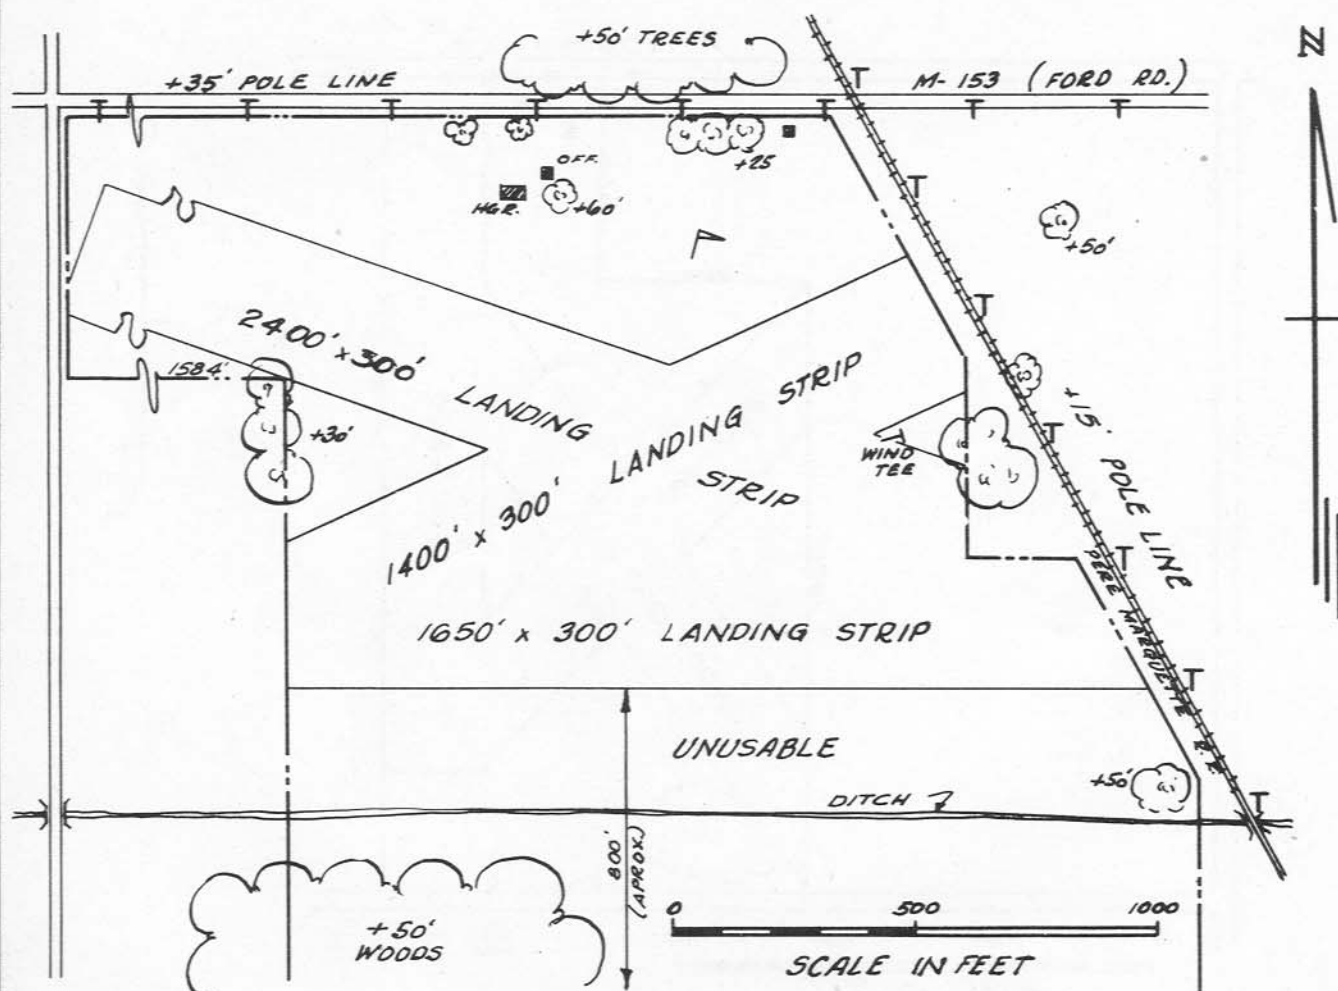 +50' TREES
N
+35' POLE LINE
M-153 (FORD RD.)
OFF.
+25
HGR.
+60'
+50'
2400' x 300' LANDING STRIP
1584'
+30'
1400' x 300' LANDING STRIP
WIND
TEE
+15' POLE LINE
PERE MARQUETTE R.R.
1650' x 300' LANDING STRIP
UNUSABLE
+50'
DITCH
800'
(APROX.)
+50'
WOODS
0 500 1000
SCALE IN FEET